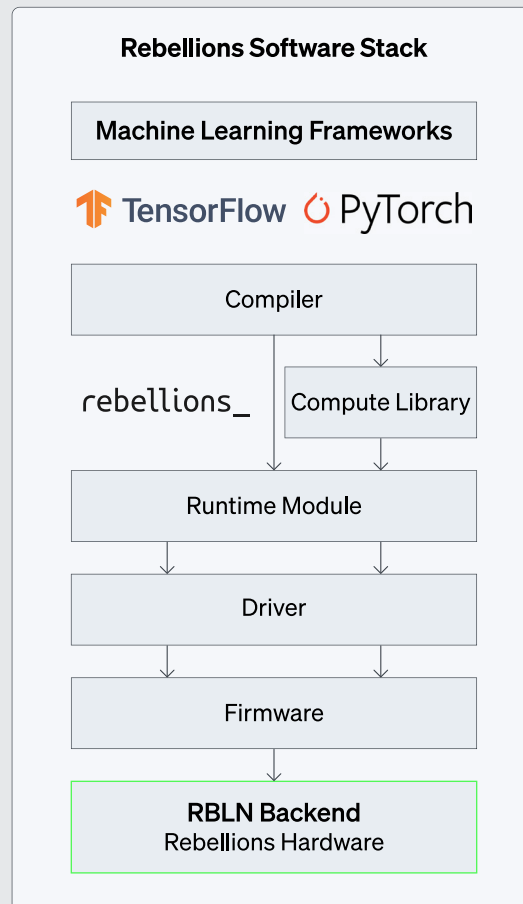 Rebellions Software Stack
Machine Learning Frameworks
TensorFlow PyTorch
Compiler
rebellions_
Compute Library
Runtime Module
Driver
Firmware
RBLN Backend
Rebellions Hardware